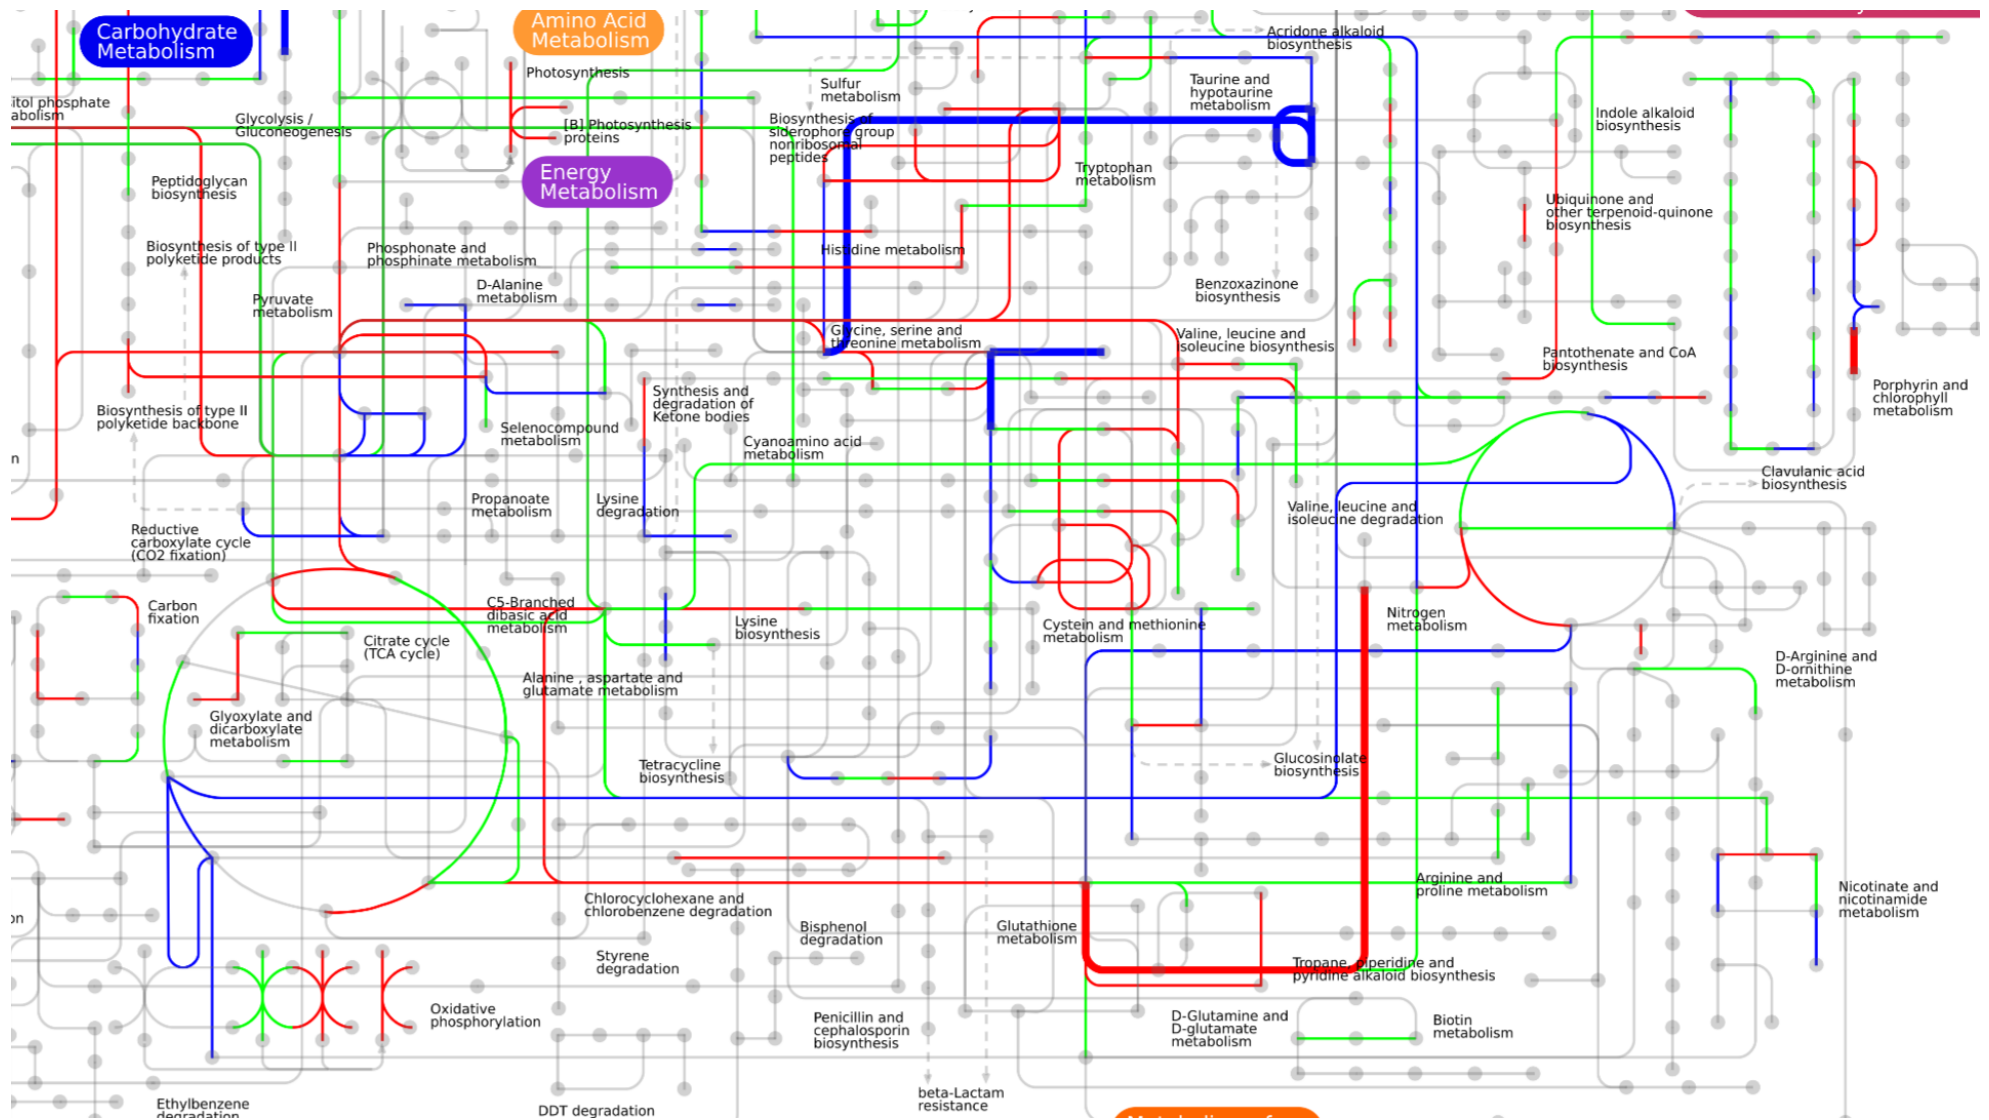 Carbohydrate
Metabolism
Amino Acid
Metabolism
Acridone alkaloid
biosynthesis
Photosynthesis
Sulfur
metabolism
Taurine and
hypotaurine
metabolism
itol phosphate
abolism
Glycolysis /
Gluconeogenesis
[B] Photosynthesis
proteins
Biosynthesis of
siderophore group
nonribosomal
peptides
Indole alkaloid
biosynthesis
Energy
Metabolism
Peptidoglycan
biosynthesis
Tryptophan
metabolism
Ubiquinone and
other terpenoid-quinone
biosynthesis
Biosynthesis of type II
polyketide products
Phosphonate and
phosphinate metabolism
Histidine metabolism
D-Alanine
metabolism
Benzoxazinone
biosynthesis
Pyruvate
metabolism
Glycine, serine and
threonine metabolism
Valine, leucine and
isoleucine biosynthesis
Pantothenate and CoA
biosynthesis
Porphyrin and
chlorophyll
metabolism
Synthesis and
degradation of
Ketone bodies
Biosynthesis of type II
polyketide backbone
Selenocompound
metabolism
Cyanoamino acid
metabolism
n
Clavulanic acid
biosynthesis
Propanoate
metabolism
Lysine
degradation
Valine, leucine and
isoleucine degradation
Reductive
carboxylate cycle
(CO2 fixation)
Carbon
fixation
C5-Branched
dibasic acid
metabolism
Lysine
biosynthesis
Cystein and methionine
metabolism
Nitrogen
metabolism
Citrate cycle
(TCA cycle)
D-Arginine and
D-ornithine
metabolism
Alanine , aspartate and
glutamate metabolism
Glyoxylate and
dicarboxylate
metabolism
Tetracycline
biosynthesis
Glucosinolate
biosynthesis
Arginine and
proline metabolism
Nicotinate and
nicotinamide
metabolism
Chlorocyclohexane and
chlorobenzene degradation
on
Bisphenol
degradation
Glutathione
metabolism
Styrene
degradation
Tropane, piperidine and
pyridine alkaloid biosynthesis
Oxidative
phosphorylation
Penicillin and
cephalosporin
biosynthesis
D-Glutamine and
D-glutamate
metabolism
Biotin
metabolism
beta-Lactam
resistance
Ethylbenzene
degradation
DDT degradation